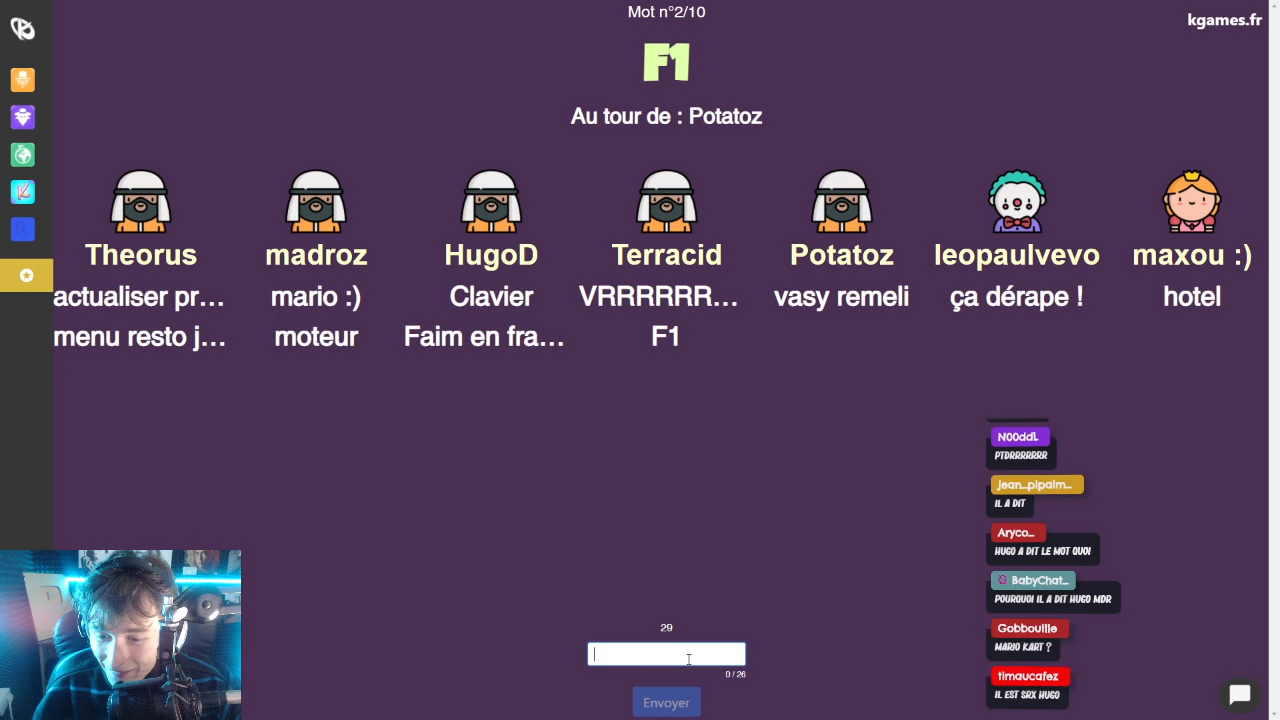 Mot n°2/10
kgames.fr
F1
Au tour de : Potatoz
Theorus
madroz
HugoD
Terracid
Potatoz
leopaulvevo
maxou :)
actualiser pr…
mario :)
Clavier
VRRRRRR…
vasy remeli
ça dérape !
hotel
menu resto j…
moteur
Faim en fra…
F1
N00ddl.
PTDRRRRRRR
jean_pipaim...
IL A DIT
Aryco...
HUGO A DIT LE MOT QUOI
BabyChat...
POURQUOI IL A DIT HUGO MDR
Gobbouille
MARIO KART ?
timaucafez
IL EST SRX HUGO
29
0 / 26
Envoyer